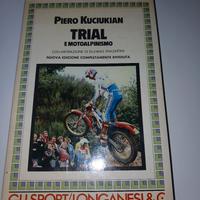 PIERO KUCIUKIAN
TRIAL
E MOTOALPINISMO
NUOVA EDIZIONE COMPLETAMENTE RIVEDUTA
GLI SPORT/LONGANESI & C